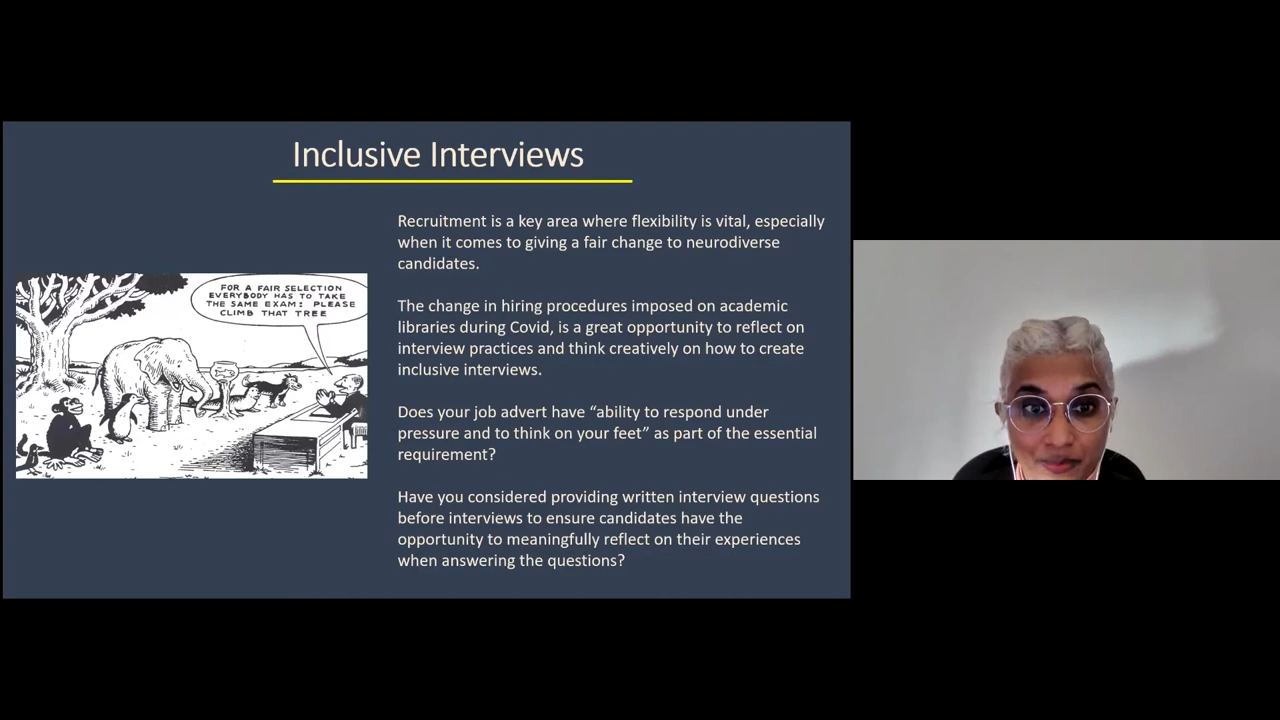 Inclusive Interviews
FOR A FAIR SELECTION
EVERYBODY HAS TO TAKE
THE SAME EXAM: PLEASE
CLIMB THAT TREE
Recruitment is a key area where flexibility is vital, especially
when it comes to giving a fair change to neurodiverse
candidates.
The change in hiring procedures imposed on academic
libraries during Covid, is a great opportunity to reflect on
interview practices and think creatively on how to create
inclusive interviews.
Does your job advert have “ability to respond under
pressure and to think on your feet” as part of the essential
requirement?
Have you considered providing written interview questions
before interviews to ensure candidates have the
opportunity to meaningfully reflect on their experiences
when answering the questions?